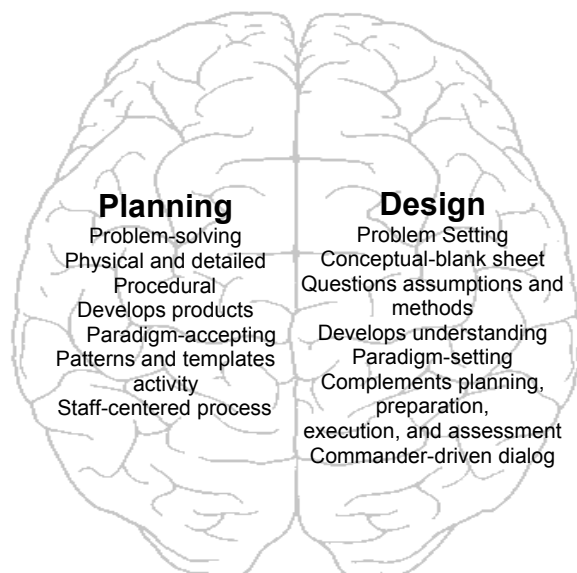 Planning
Problem-solving
Physical and detailed
Procedural
Develops products
Paradigm-accepting
Patterns and templates
activity
Staff-centered process
Design
Problem Setting
Conceptual-blank sheet
Questions assumptions and
methods
Develops understanding
Paradigm-setting
Complements planning,
preparation,
execution, and assessment
Commander-driven dialog